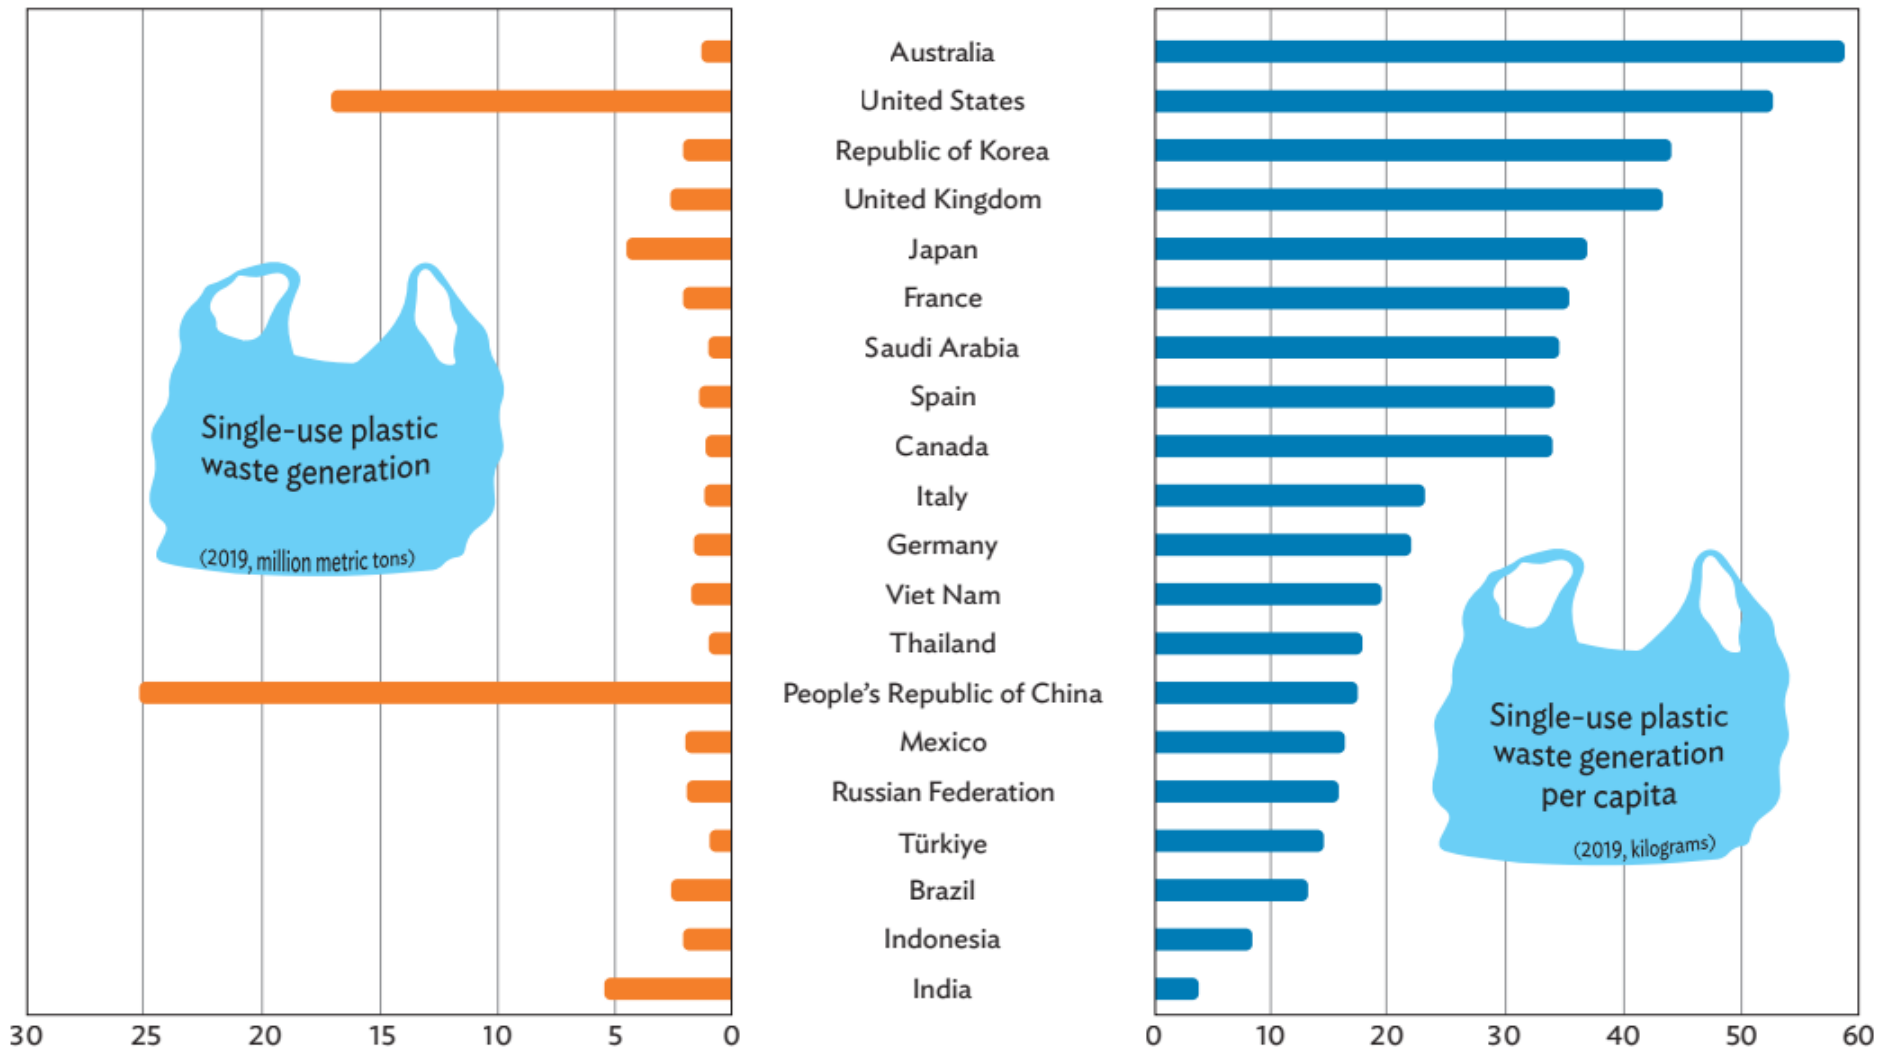 Australia
United States
Republic of Korea
United Kingdom
Japan
France
Saudi Arabia
Spain
Canada
Italy
Germany
Viet Nam
Thailand
People's Republic of China
Mexico
Russian Federation
Türkiye
Brazil
Indonesia
India
Single-use plastic
waste generation
(2019, million metric tons)
Single-use plastic
waste generation
per capita
(2019, kilograms)
30 25 20 15 10 5 0
0 10 20 30 40 50 60